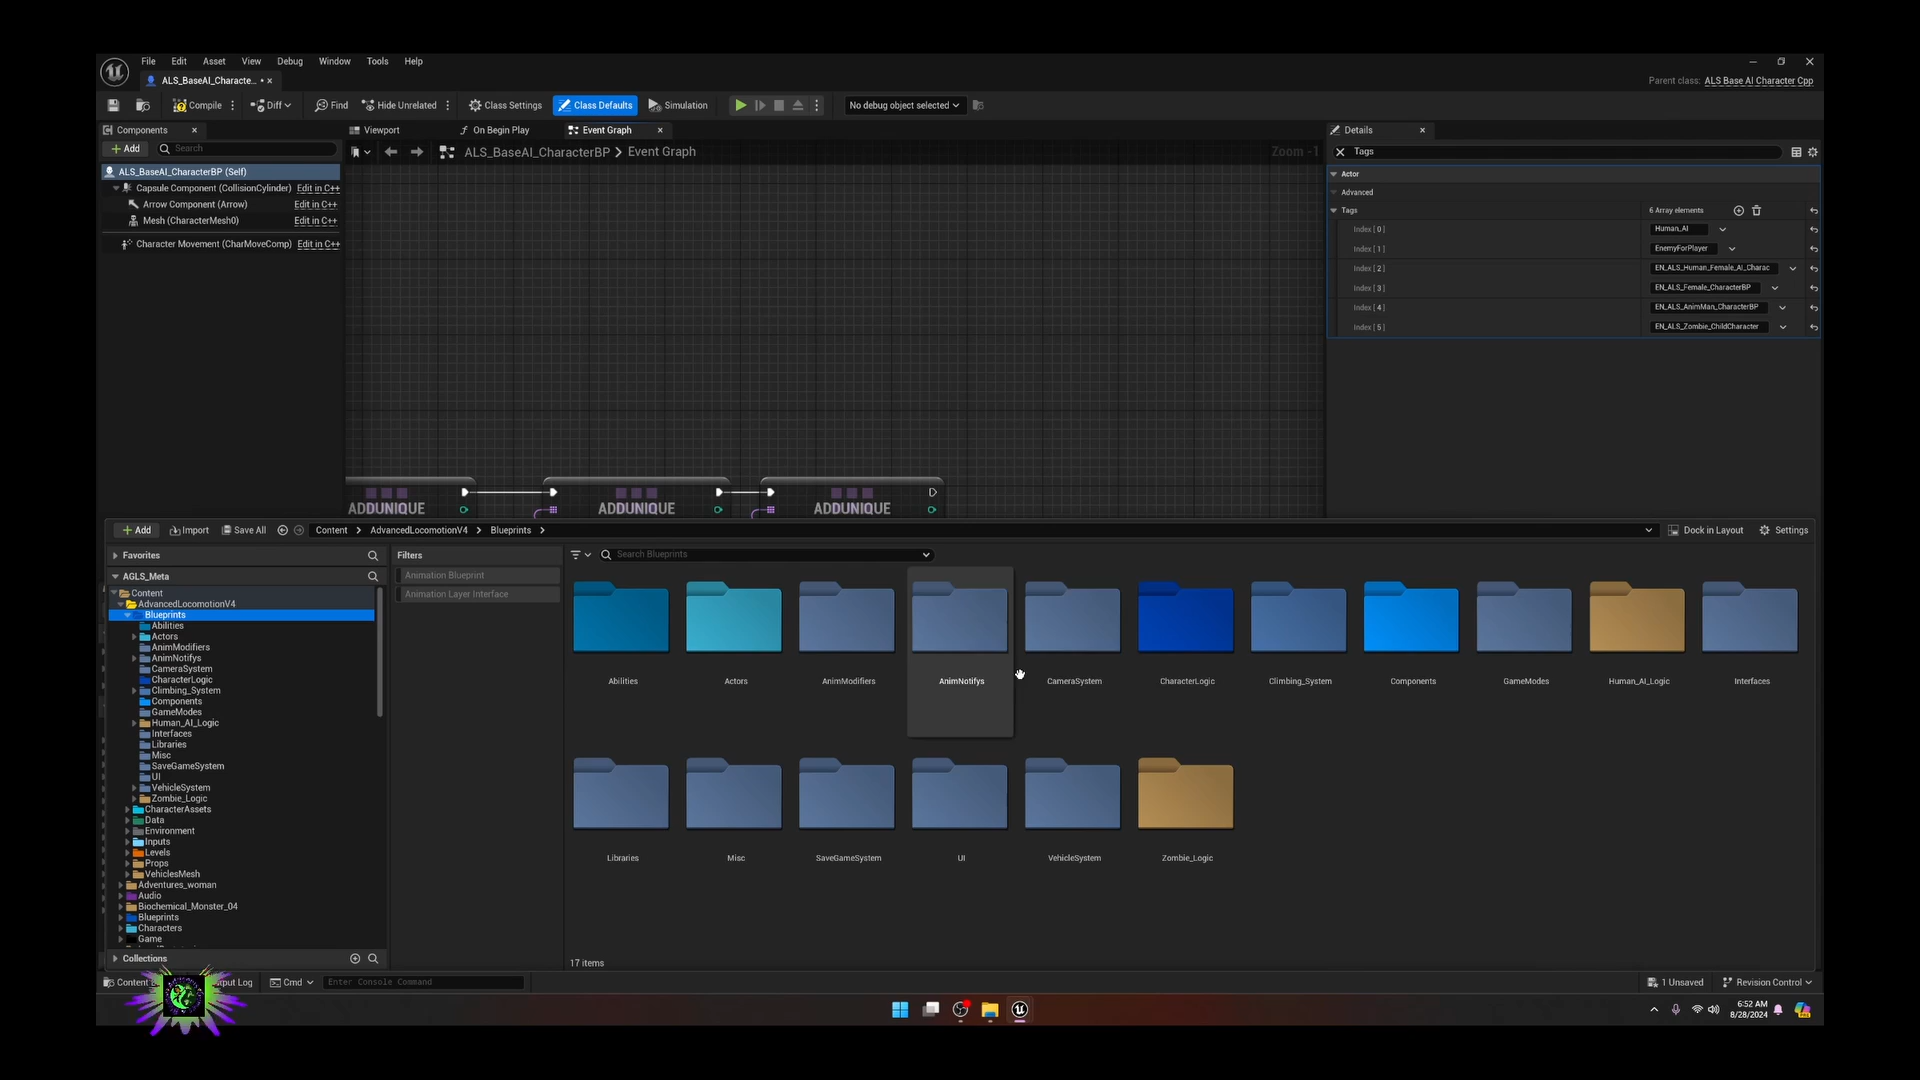 File Edit Asset View Debug Window Tools Help
ALS_BaseAI_Characte... •
Parent class: ALS Base AI Character Cpp
Compile Diff Find Hide Unrelated Class Settings Class Defaults Simulation No debug object selected
Components
Viewport On Begin Play Event Graph
Details
Add Search
ALS_BaseAI_CharacterBP > Event Graph
Zoom -1
Tags
ALS_BaseAI_CharacterBP (Self)
Capsule Component (CollisionCylinder) Edit in C++
Arrow Component (Arrow) Edit in C++
Mesh (CharacterMesh0) Edit in C++
Character Movement (CharMoveComp) Edit in C++
Actor
Advanced
Tags 6 Array elements
Index [ 0 ] Human_AI
Index [ 1 ] EnemyForPlayer
Index [ 2 ] EN_ALS_Human_Female_AI_Charac
Index [ 3 ] EN_ALS_Female_CharacterBP
Index [ 4 ] EN_ALS_AnimMan_CharacterBP
Index [ 5 ] EN_ALS_Zombie_ChildCharacter
ADDUNIQUE ADDUNIQUE ADDUNIQUE
Add Import Save All Content > AdvancedLocomotionV4 > Blueprints >
Dock in Layout Settings
Favorites
Filters
Search Blueprints
AGLS_Meta
Animation Blueprint
Animation Layer Interface
Content
AdvancedLocomotionV4
Blueprints
Abilities
Actors
AnimModifiers
AnimNotifys
CameraSystem
CharacterLogic
Climbing_System
Components
GameModes
Human_AI_Logic
Interfaces
Libraries
Misc
SaveGameSystem
UI
VehicleSystem
Zombie_Logic
CharacterAssets
Data
Environment
Inputs
Levels
Props
VehiclesMesh
Adventures_woman
Audio
Biochemical_Monster_04
Blueprints
Characters
Game
Abilities Actors AnimModifiers AnimNotifys CameraSystem CharacterLogic Climbing_System Components GameModes Human_AI_Logic Interfaces
Libraries Misc SaveGameSystem UI VehicleSystem Zombie_Logic
Collections
17 items
Content
Log Cmd Enter Console Command
1 Unsaved Revision Control
6:52 AM
8/28/2024